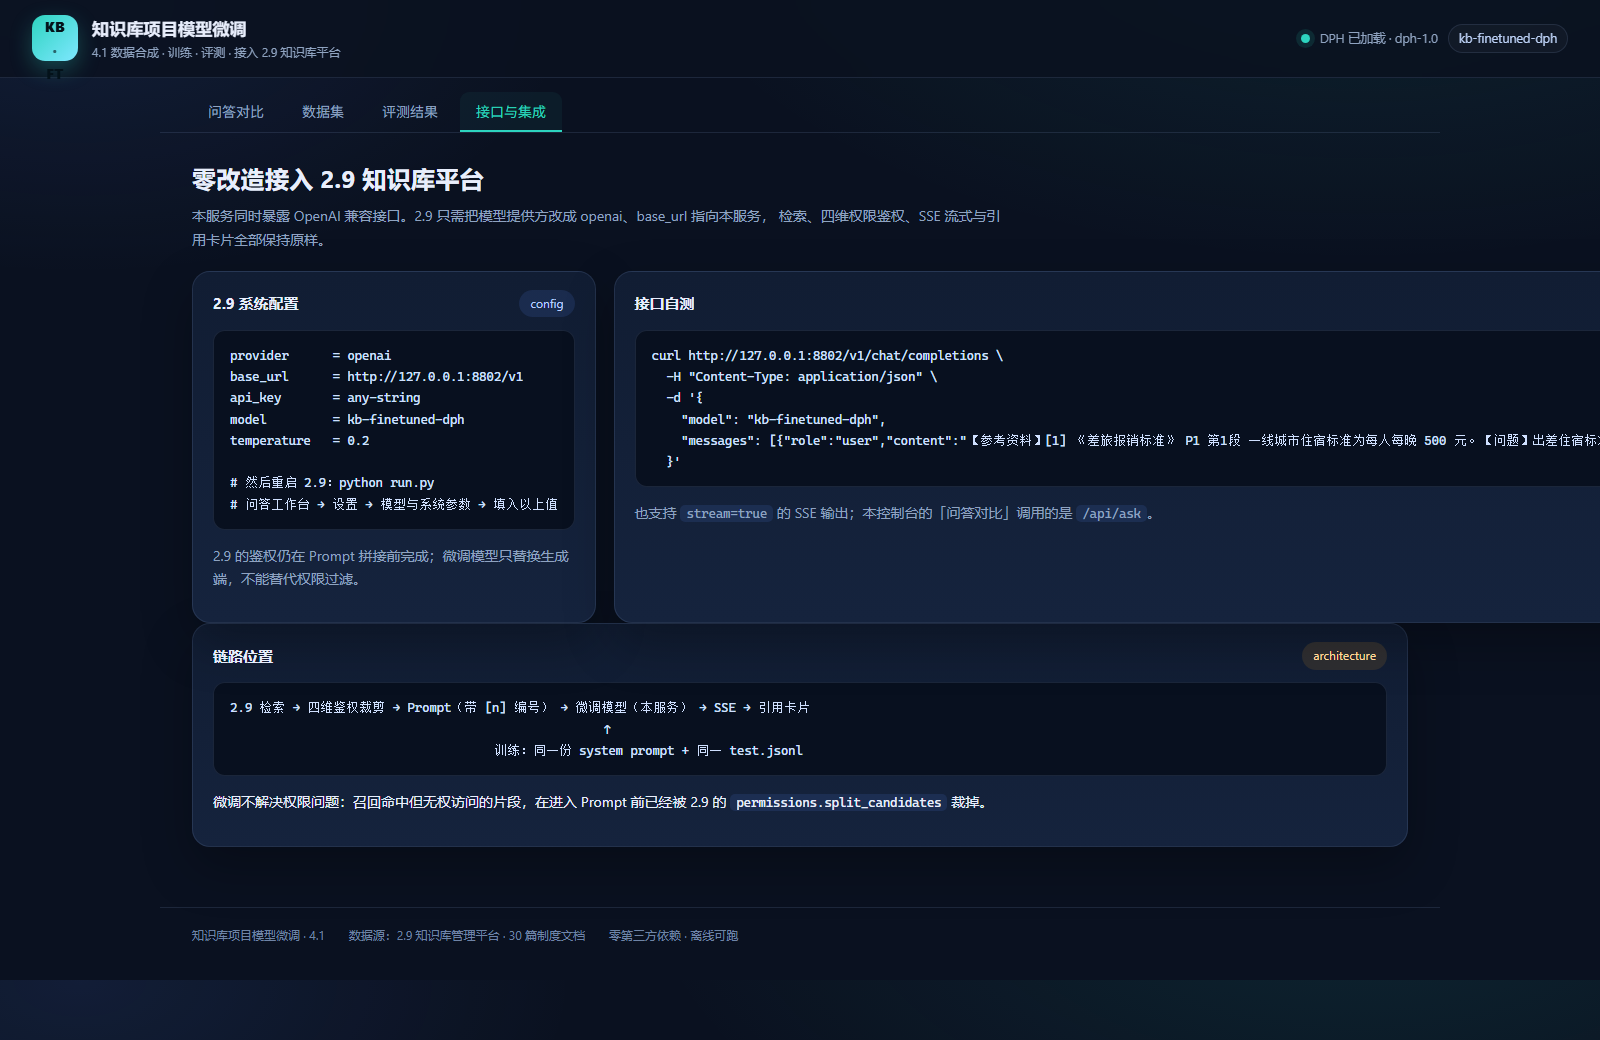 KB
·
FT
知识库项目模型微调
4.1 数据合成 · 训练 · 评测 · 接入 2.9 知识库平台
DPH 已加载 · dph-1.0
kb-finetuned-dph
问答对比
数据集
评测结果
接口与集成
零改造接入 2.9 知识库平台
本服务同时暴露 OpenAI 兼容接口。2.9 只需把模型提供方改成 openai、base_url 指向本服务， 检索、四维权限鉴权、SSE 流式与引
用卡片全部保持原样。
2.9 系统配置
config
provider = openai
base_url = http://127.0.0.1:8802/v1
api_key = any-string
model = kb-finetuned-dph
temperature = 0.2
# 然后重启 2.9：python run.py
# 问答工作台 → 设置 → 模型与系统参数 → 填入以上值
2.9 的鉴权仍在 Prompt 拼接前完成；微调模型只替换生成
端，不能替代权限过滤。
接口自测
curl http://127.0.0.1:8802/v1/chat/completions \
-H "Content-Type: application/json" \
-d '{
"model": "kb-finetuned-dph",
"messages": [{"role":"user","content":"【参考资料】[1] 《差旅报销标准》 P1 第1段 一线城市住宿标准为每人每晚 500 元。【问题】出差住宿标
}'
也支持 stream=true 的 SSE 输出；本控制台的「问答对比」调用的是 /api/ask 。
链路位置
architecture
2.9 检索 → 四维鉴权裁剪 → Prompt（带 [n] 编号） → 微调模型（本服务） → SSE → 引用卡片
↑
训练：同一份 system prompt + 同一 test.jsonl
微调不解决权限问题：召回命中但无权访问的片段，在进入 Prompt 前已经被 2.9 的 permissions.split_candidates 裁掉。
知识库项目模型微调 · 4.1
数据源：2.9 知识库管理平台 · 30 篇制度文档
零第三方依赖 · 离线可跑